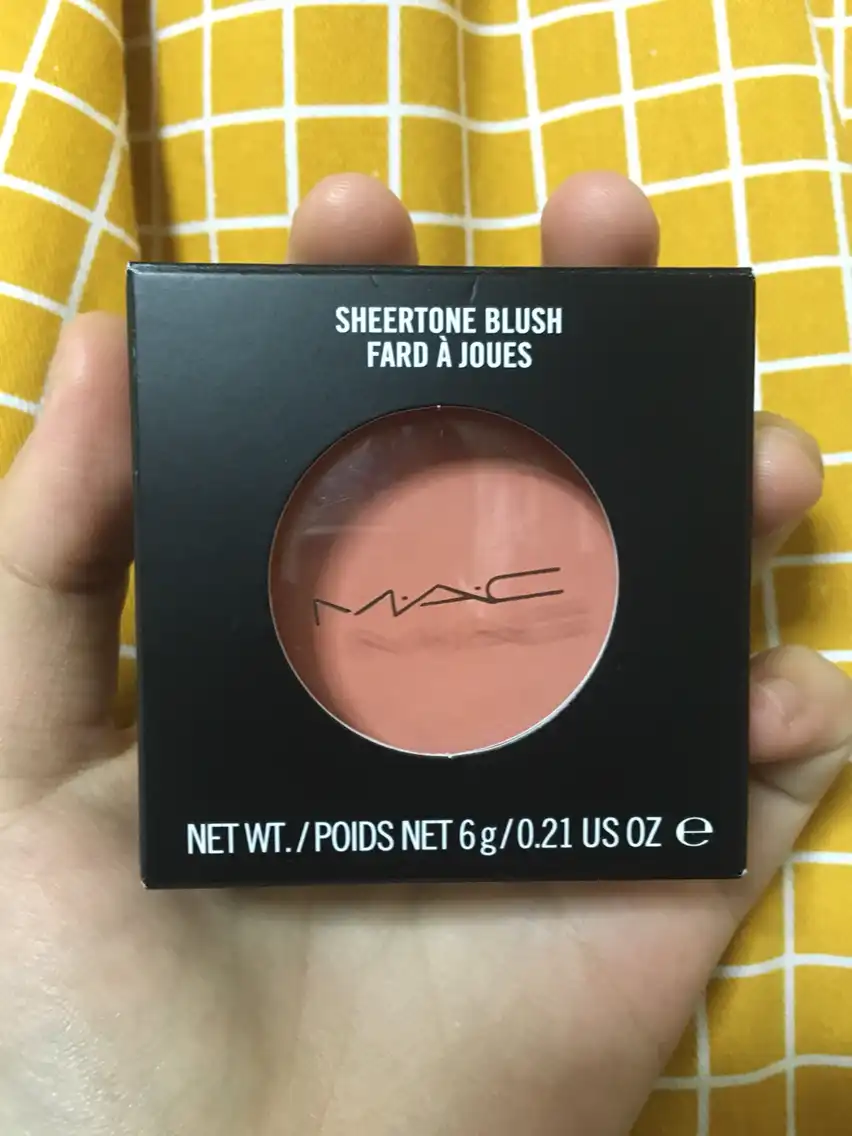 SHEERTONE BLUSH
FARD À JOUES
M·A·C
NET WT./POIDS NET 6 g/0.21 US OZ ℮